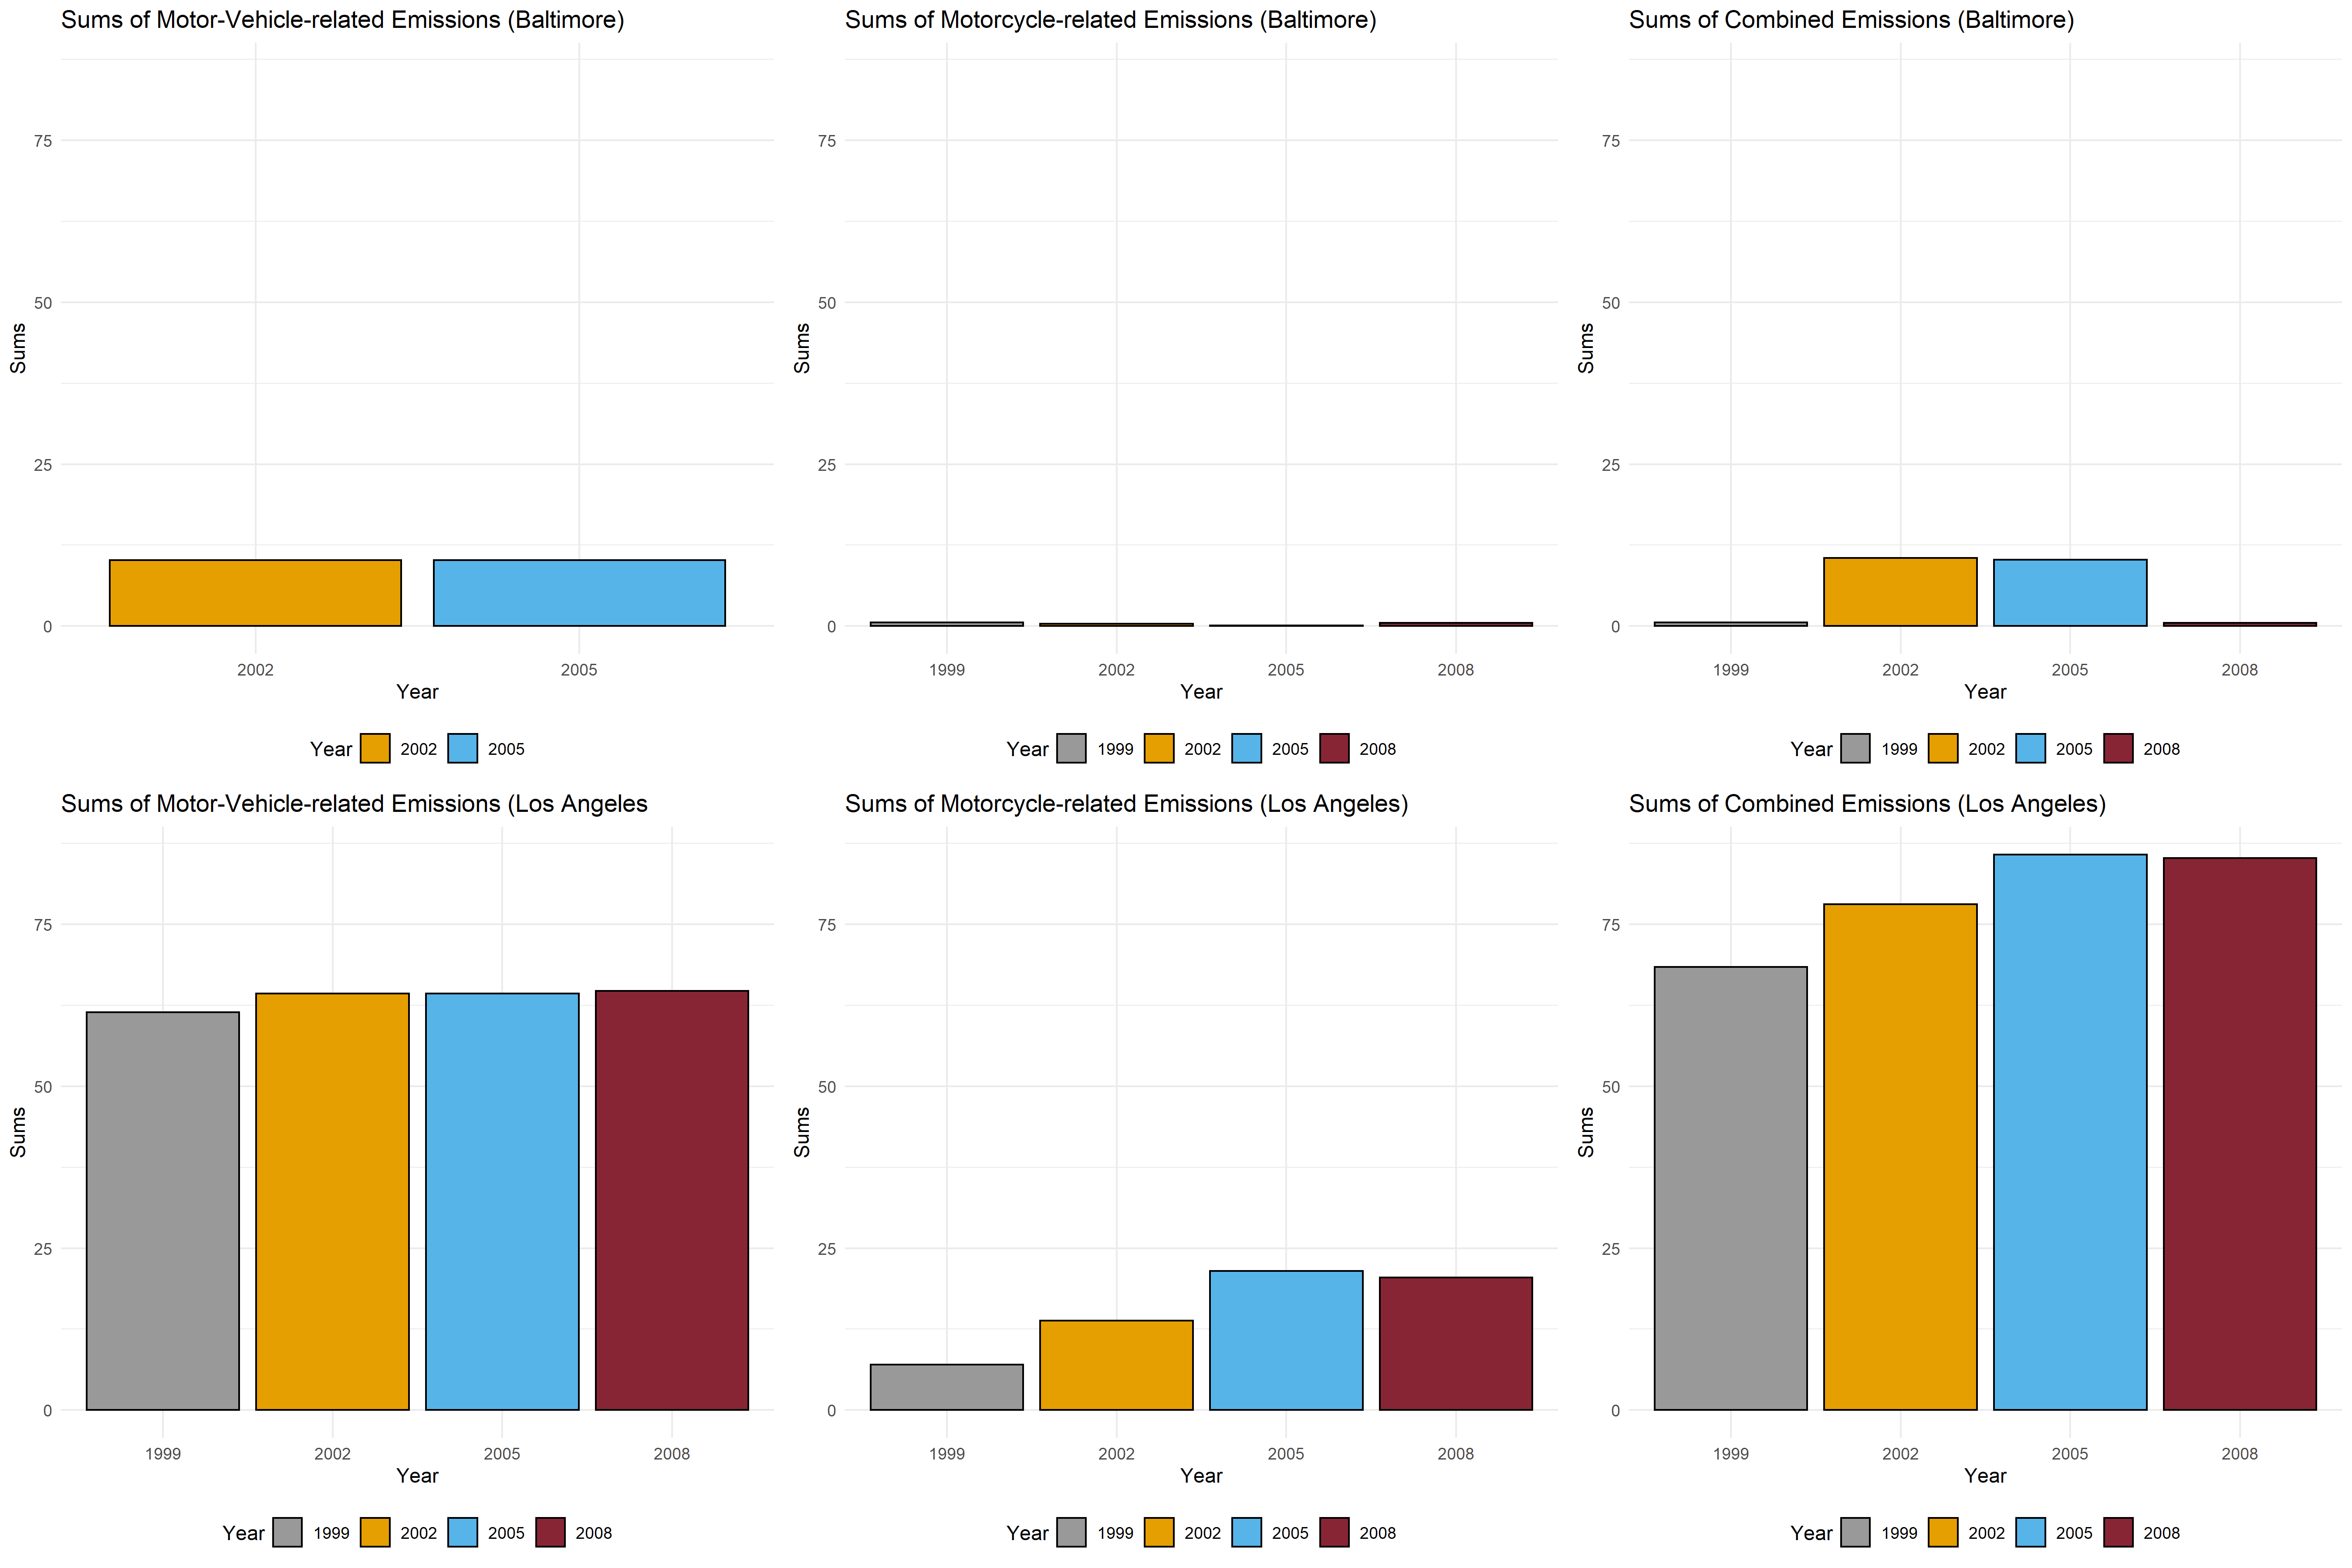 Sums of Motor-Vehicle-related Emissions (Baltimore)
Sums
75
50
25
0
2002 2005
Year
Year 2002 2005
Sums of Motorcycle-related Emissions (Baltimore)
Sums
75
50
25
0
1999 2002 2005 2008
Year
Year 1999 2002 2005 2008
Sums of Combined Emissions (Baltimore)
Sums
75
50
25
0
1999 2002 2005 2008
Year
Year 1999 2002 2005 2008
Sums of Motor-Vehicle-related Emissions (Los Angeles
Sums
75
50
25
0
1999 2002 2005 2008
Year
Year 1999 2002 2005 2008
Sums of Motorcycle-related Emissions (Los Angeles)
Sums
75
50
25
0
1999 2002 2005 2008
Year
Year 1999 2002 2005 2008
Sums of Combined Emissions (Los Angeles)
Sums
75
50
25
0
1999 2002 2005 2008
Year
Year 1999 2002 2005 2008